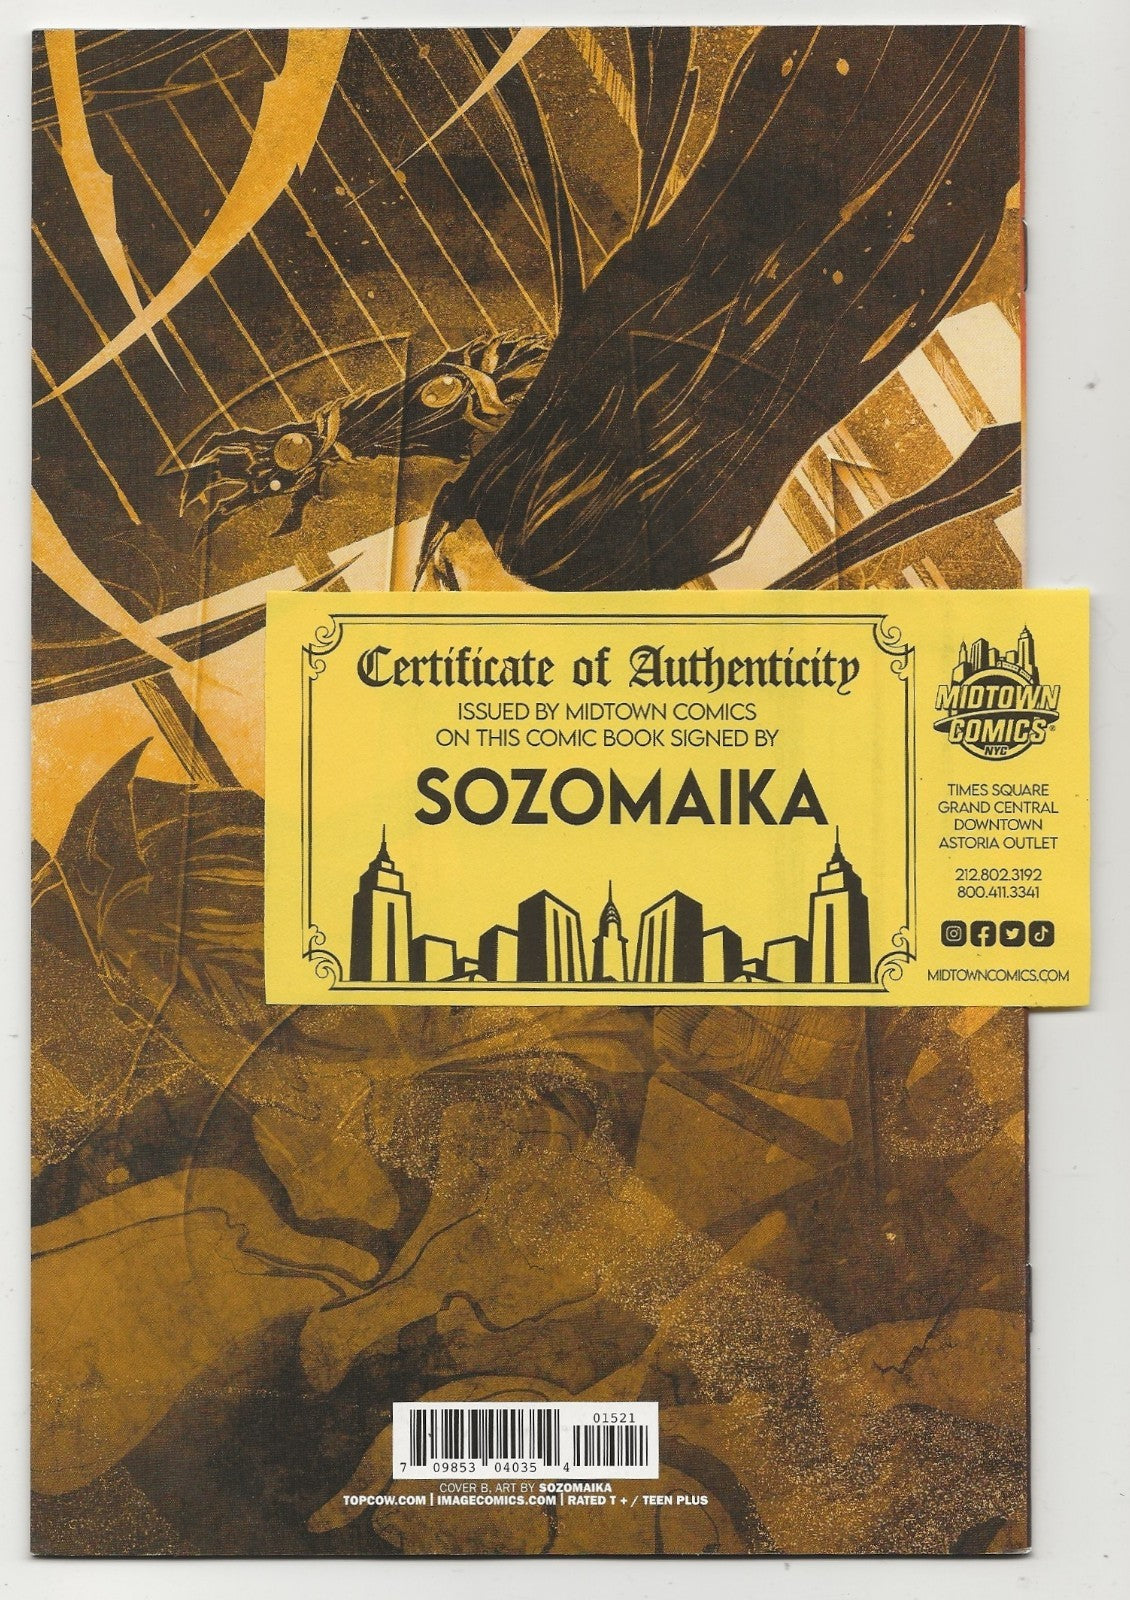 Certificate of Authenticity
ISSUED BY MIDTOWN COMICS
ON THIS COMIC BOOK SIGNED BY
SOZOMAIKA
MIDTOWN
COMICS®
NYC
TIMES SQUARE
GRAND CENTRAL
DOWNTOWN
ASTORIA OUTLET
212.802.3192
800.411.3341
MIDTOWNCOMICS.COM
01521
7 09853 04035 4
COVER B, ART BY SOZOMAIKA
TOPCOW.COM | IMAGECOMICS.COM | RATED T + / TEEN PLUS